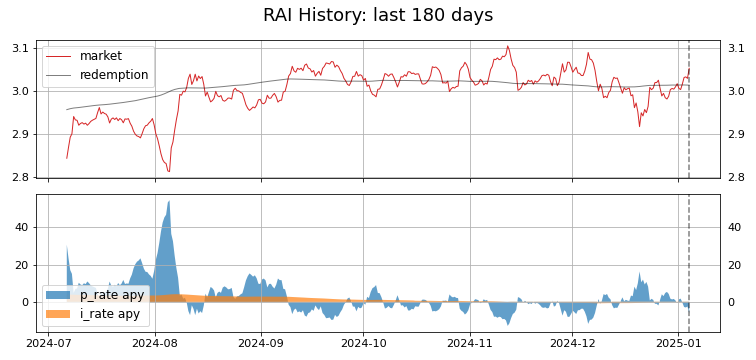 RAI History: last 180 days
3.1
3.1
market
redemption
3.0
3.0
2.9
2.9
2.8
2.8
40
40
20
20
p_rate apy
i_rate apy
0
0
2024-07 2024-08 2024-09 2024-10 2024-11 2024-12 2025-01